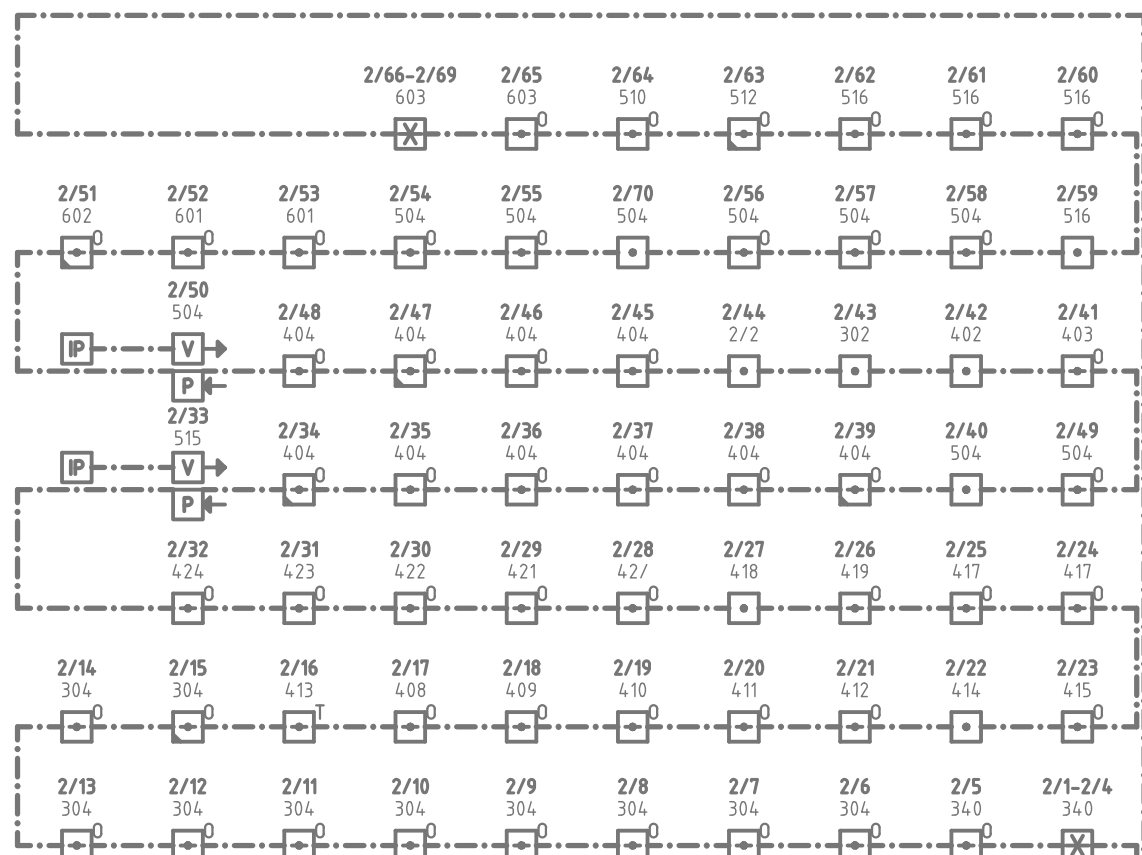 2/66-2/69 2/65 2/64 2/63 2/62 2/61 2/60
603 603 510 512 516 516 516
X O O O O O O
2/51 2/52 2/53 2/54 2/55 2/70 2/56 2/57 2/58 2/59
602 601 601 504 504 504 504 504 504 516
O O O O O O O O
2/50
504
2/48 2/47 2/46 2/45 2/44 2/43 2/42 2/41
404 404 404 404 2/2 302 402 403
IP V O O O O O
P
2/33
515
2/34 2/35 2/36 2/37 2/38 2/39 2/40 2/49
404 404 404 404 404 404 504 504
IP V O O O O O O O
P
2/32 2/31 2/30 2/29 2/28 2/27 2/26 2/25 2/24
424 423 422 421 42/ 418 419 417 417
O O O O O O O O
2/14 2/15 2/16 2/17 2/18 2/19 2/20 2/21 2/22 2/23
304 304 413 408 409 410 411 412 414 415
O O T O O O O O O
2/13 2/12 2/11 2/10 2/9 2/8 2/7 2/6 2/5 2/1-2/4
304 304 304 304 304 304 304 304 340 340
O O O O O O O O O X